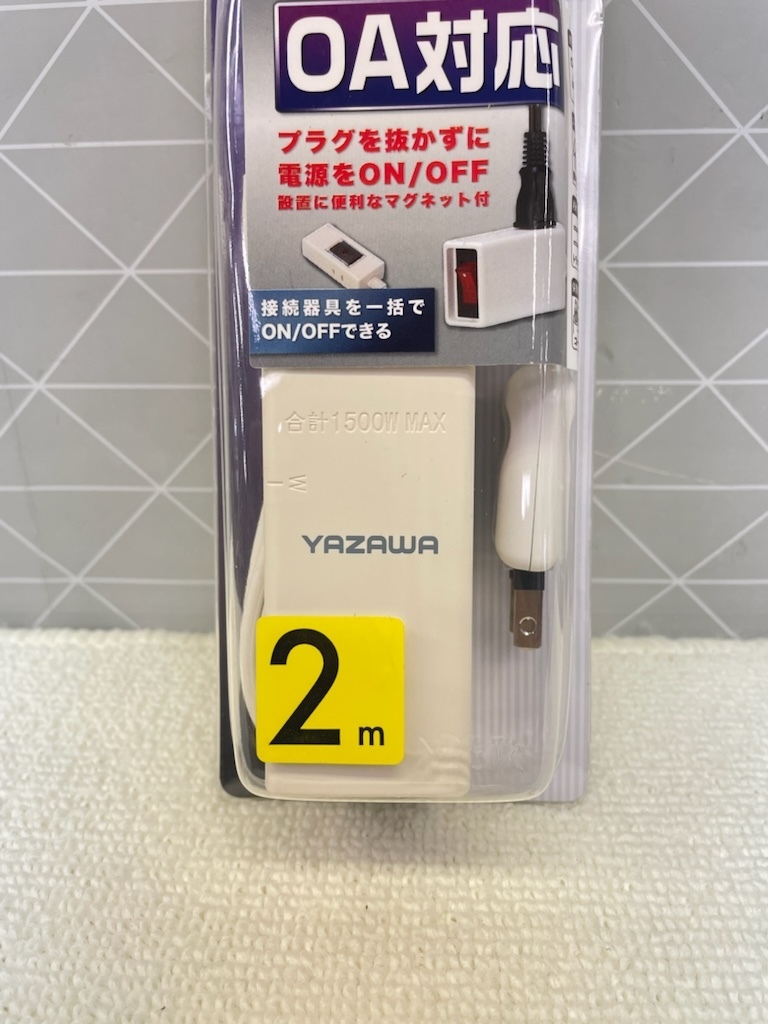 OA対応
プラグを抜かずに
電源をON/OFF
設置に便利なマグネット付
接続器具を一括で
ON/OFFできる
合計1500W MAX
W
YAZAWA
2m